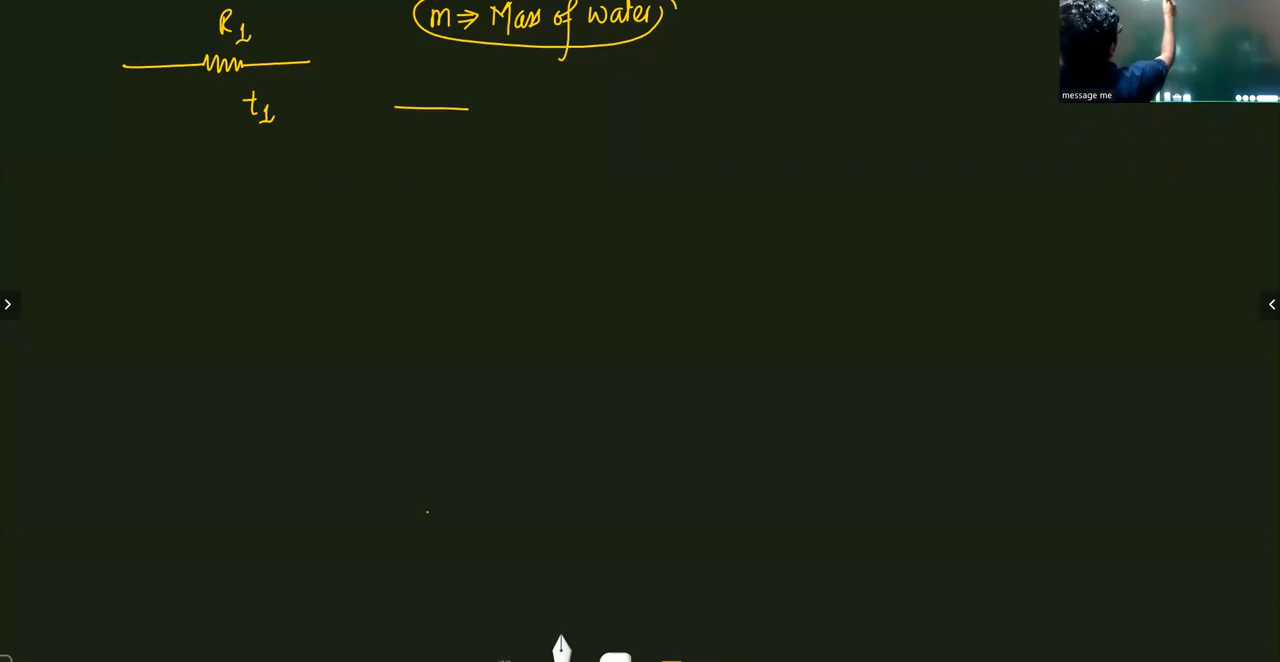 R₁
(m ⇒ Mass of water)
t₁
message me